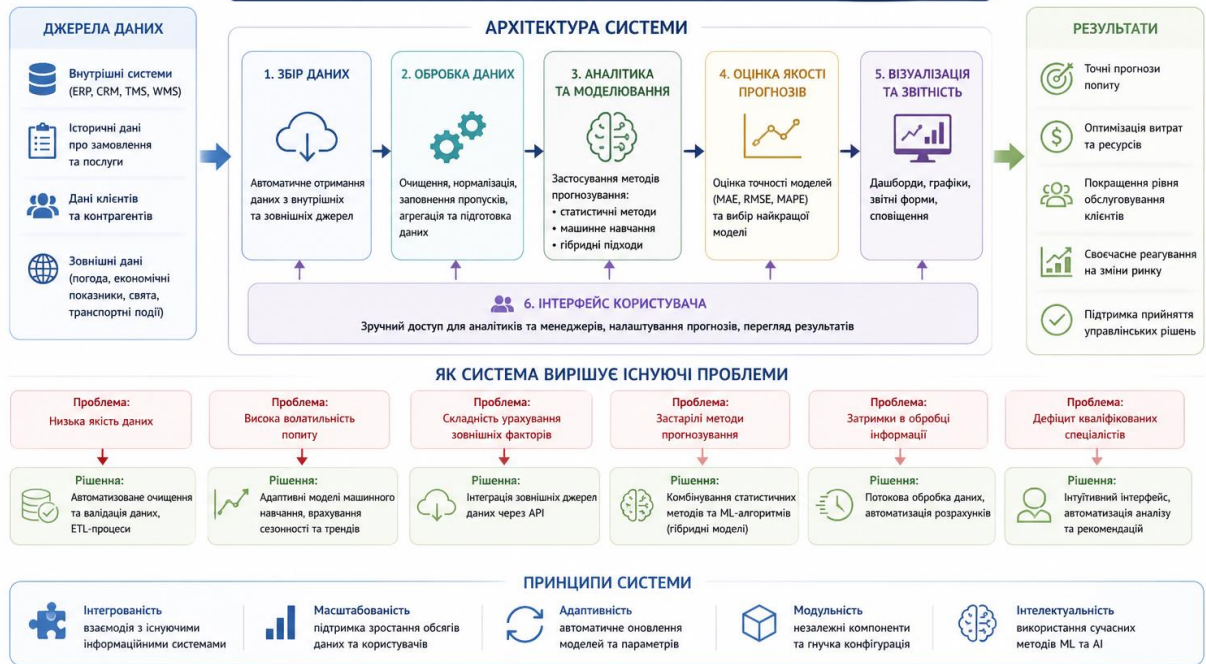 ДЖЕРЕЛА ДАНИХ
Внутрішні системи
(ERP, CRM, TMS, WMS)
Історичні дані
про замовлення
та послуги
Дані клієнтів
та контрагентів
Зовнішні дані
(погода, економічні
показники, свята,
транспортні події)
АРХІТЕКТУРА СИСТЕМИ
1. ЗБІР ДАНИХ
Автоматичне отримання
даних з внутрішніх
та зовнішніх джерел
2. ОБРОБКА ДАНИХ
Очищення, нормалізація,
заповнення пропусків,
агрегація та підготовка
даних
3. АНАЛІТИКА
ТА МОДЕЛЮВАННЯ
Застосування методів
прогнозування:
• статистичні методи
• машинне навчання
• гібридні підходи
4. ОЦІНКА ЯКОСТІ
ПРОГНОЗІВ
Оцінка точності моделей
(MAE, RMSE, MAPE)
та вибір найкращої
моделі
5. ВІЗУАЛІЗАЦІЯ
ТА ЗВІТНІСТЬ
Дашборди, графіки,
звітні форми,
сповіщення
6. ІНТЕРФЕЙС КОРИСТУВАЧА
Зручний доступ для аналітиків та менеджерів, налаштування прогнозів, перегляд результатів
РЕЗУЛЬТАТИ
Точні прогнози
попиту
Оптимізація витрат
та ресурсів
Покращення рівня
обслуговування
клієнтів
Своєчасне реагування
на зміни ринку
Підтримка прийняття
управлінських рішень
ЯК СИСТЕМА ВИРІШУЄ ІСНУЮЧІ ПРОБЛЕМИ
Проблема:
Низька якість даних
Рішення:
Автоматизоване очищення
та валідація даних,
ETL-процеси
Проблема:
Висока волатильність
попиту
Рішення:
Адаптивні моделі машинного
навчання, врахування
сезонності та трендів
Проблема:
Складність урахування
зовнішніх факторів
Рішення:
Інтеграція зовнішніх джерел
даних через API
Проблема:
Застарілі методи
прогнозування
Рішення:
Комбінування статистичних
методів та ML-алгоритмів
(гібридні моделі)
Проблема:
Затримки в обробці
інформації
Рішення:
Потокова обробка даних,
автоматизація розрахунків
Проблема:
Дефіцит кваліфікованих
спеціалістів
Рішення:
Інтуїтивний інтерфейс,
автоматизація аналізу
та рекомендацій
ПРИНЦИПИ СИСТЕМИ
Інтегрованість
взаємодія з існуючими
інформаційними системами
Масштабованість
підтримка зростання обсягів
даних та користувачів
Адаптивність
автоматичне оновлення
моделей та параметрів
Модульність
незалежні компоненти
та гнучка конфігурація
Інтелектуальність
використання сучасних
методів ML та AI